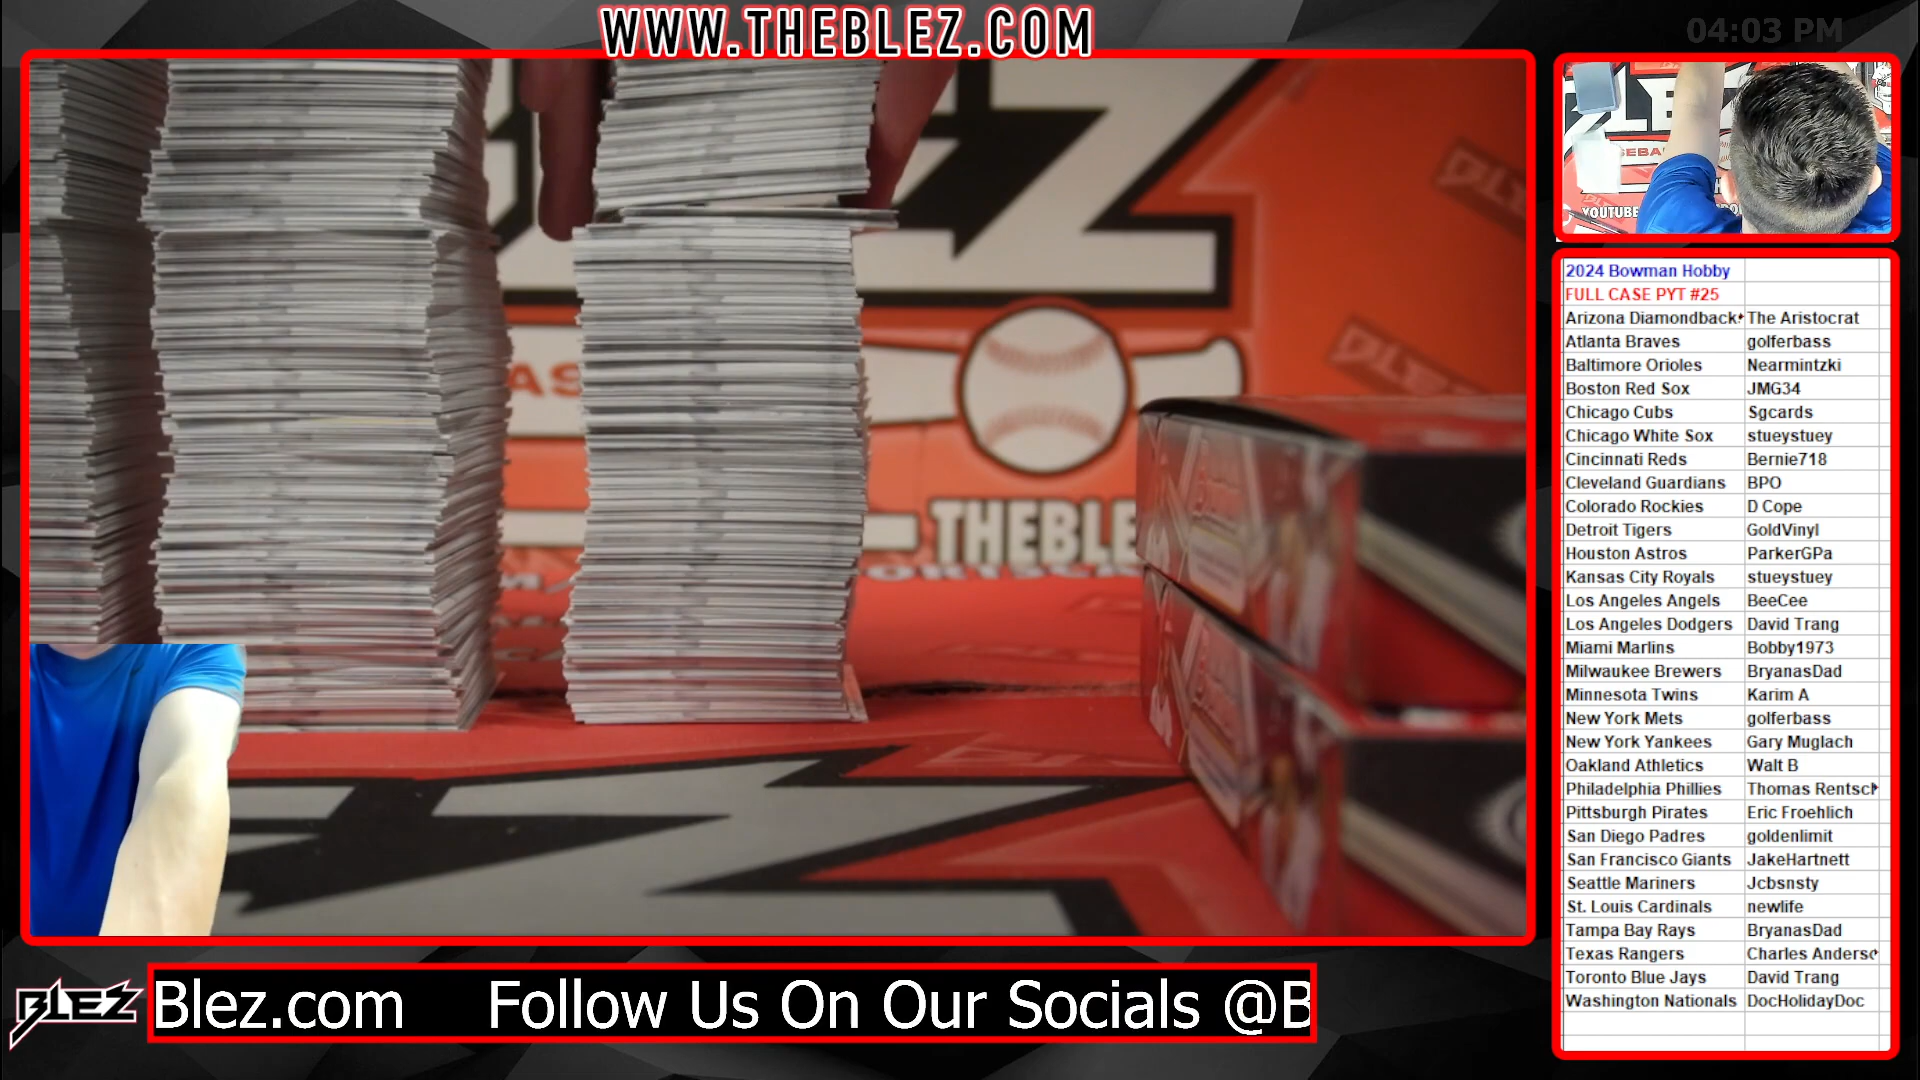 WWW.THEBLEZ.COM
04:03 PM
YOUTUBE
2024 Bowman Hobby
FULL CASE PYT #25
Arizona Diamondback The Aristocrat
Atlanta Braves golferbass
Baltimore Orioles Nearmintzki
Boston Red Sox JMG34
Chicago Cubs Sgcards
Chicago White Sox stueystuey
Cincinnati Reds Bernie718
Cleveland Guardians BPO
Colorado Rockies D Cope
Detroit Tigers GoldVinyl
Houston Astros ParkerGPa
Kansas City Royals stueystuey
Los Angeles Angels BeeCee
Los Angeles Dodgers David Trang
Miami Marlins Bobby1973
Milwaukee Brewers BryanasDad
Minnesota Twins Karim A
New York Mets golferbass
New York Yankees Gary Muglach
Oakland Athletics Walt B
Philadelphia Phillies Thomas Rentsch
Pittsburgh Pirates Eric Froehlich
San Diego Padres goldenlimit
San Francisco Giants JakeHartnett
Seattle Mariners Jcbsnsty
St. Louis Cardinals newlife
Tampa Bay Rays BryanasDad
Texas Rangers Charles Anderso
Toronto Blue Jays David Trang
Washington Nationals DocHolidayDoc
THEBLE
BLEZ
Blez.com Follow Us On Our Socials @B